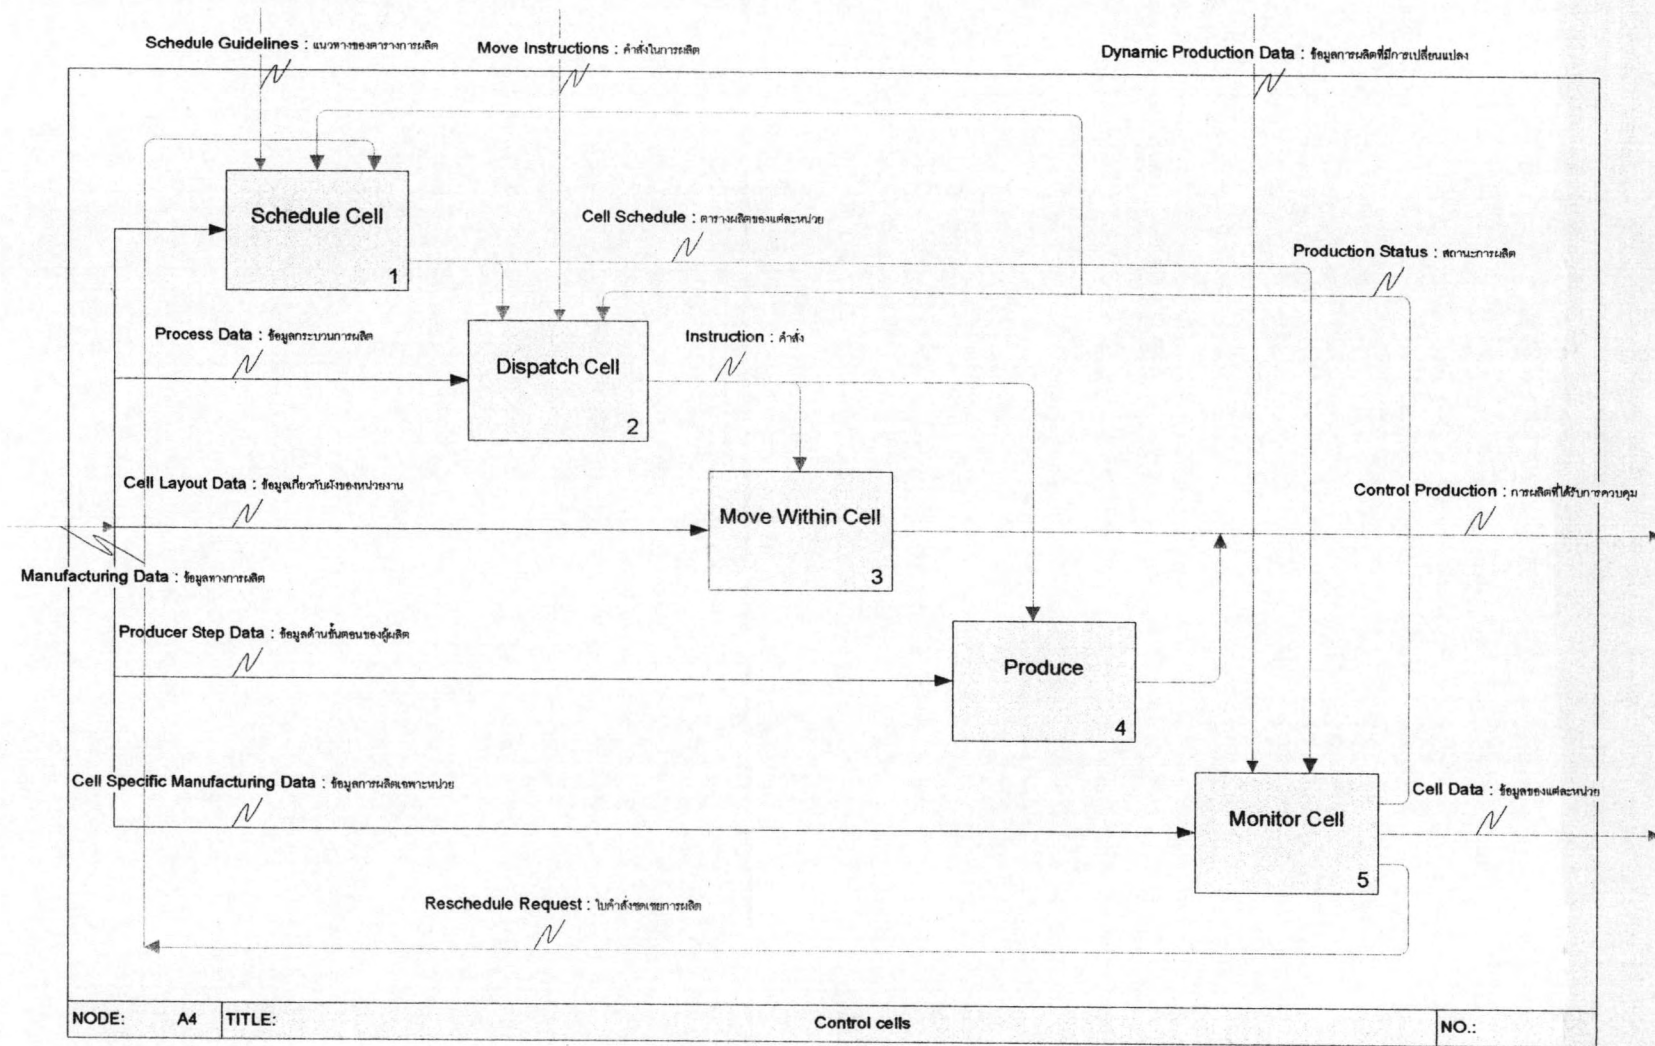 Schedule Guidelines : แนวทางของตารางการผลิต
Move Instructions : คำสั่งในการผลิต
Dynamic Production Data : ข้อมูลการผลิตที่มีการเปลี่ยนแปลง
Schedule Cell
1
Cell Schedule : ตารางผลิตของแต่ละหน่วย
Production Status : สถานะการผลิต
Process Data : ข้อมูลกระบวนการผลิต
Instruction : คำสั่ง
Dispatch Cell
2
Cell Layout Data : ข้อมูลเกี่ยวกับผังของหน่วยงาน
Control Production : การผลิตที่ได้รับการควบคุม
Move Within Cell
3
Manufacturing Data : ข้อมูลทางการผลิต
Producer Step Data : ข้อมูลด้านขั้นตอนของผู้ผลิต
Produce
4
Cell Specific Manufacturing Data : ข้อมูลการผลิตเฉพาะหน่วย
Cell Data : ข้อมูลของแต่ละหน่วย
Monitor Cell
5
Reschedule Request : ใบคำสั่งชดเชยการผลิต
NODE: A4 TITLE: Control cells NO.: